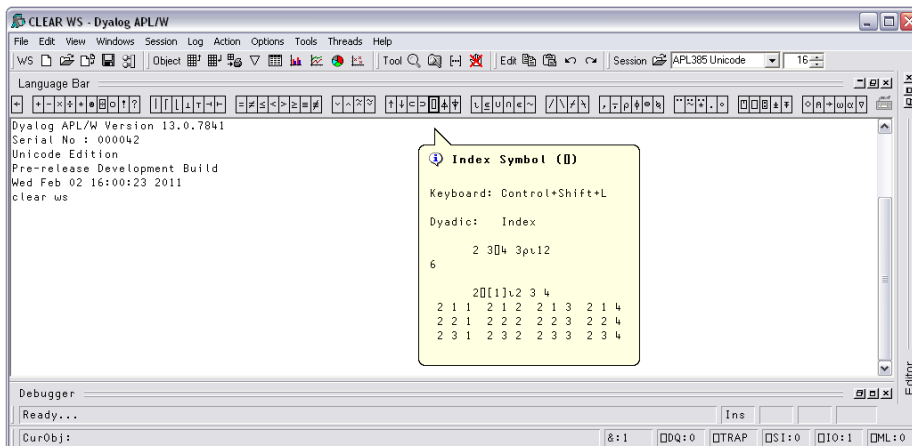 CLEAR WS - Dyalog APL/W
File Edit View Windows Session Log Action Options Tools Threads Help
WS Object Tool Edit Session APL385 Unicode 16
Language Bar
Dyalog APL/W Version 13.0.7841
Serial No : 000042
Unicode Edition
Pre-release Development Build
Wed Feb 02 16:00:23 2011
clear ws
Index Symbol (⌷)
Keyboard: Control+Shift+L
Dyadic: Index
2 3⌷4 3⍴⍳12
6
2⌷[1]⍳2 3 4
2 1 1 2 1 2 2 1 3 2 1 4
2 2 1 2 2 2 2 2 3 2 2 4
2 3 1 2 3 2 2 3 3 2 3 4
Editor
Debugger
Ready...
Ins
CurObj:
&:1
⎕DQ:0
⎕TRAP
⎕SI:0
⎕IO:1
⎕ML:0